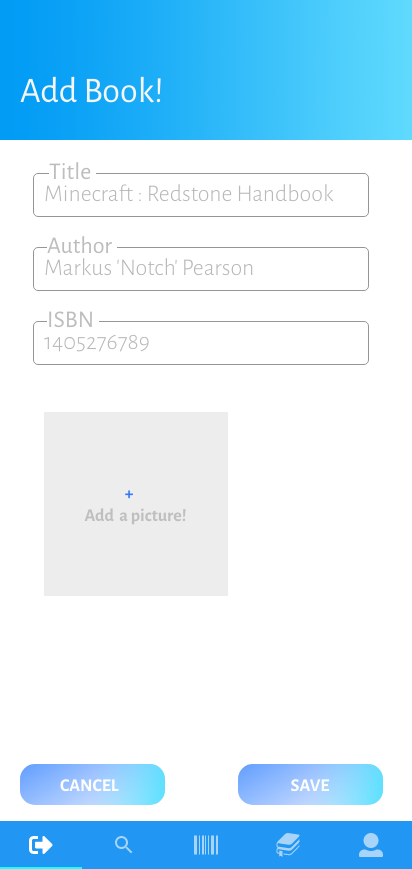 Add Book!
Title
Minecraft : Redstone Handbook
Author
Markus 'Notch' Pearson
ISBN
1405276789
+
Add a picture!
CANCEL
SAVE